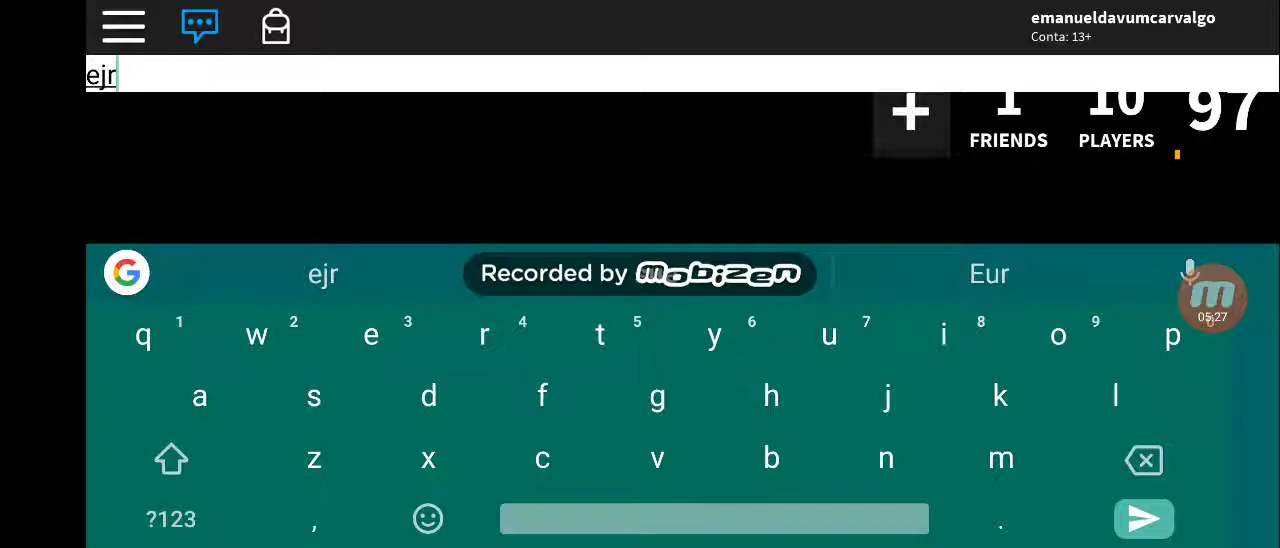 emanueldavumcarvalgo
Conta: 13+
ejr
1 10 97
FRIENDS PLAYERS
ejr Recorded by mobizen Eur
05:27
1 2 3 4 5 6 7 8 9
q w e r t y u i o p
a s d f g h j k l
z x c v b n m
?123 , .